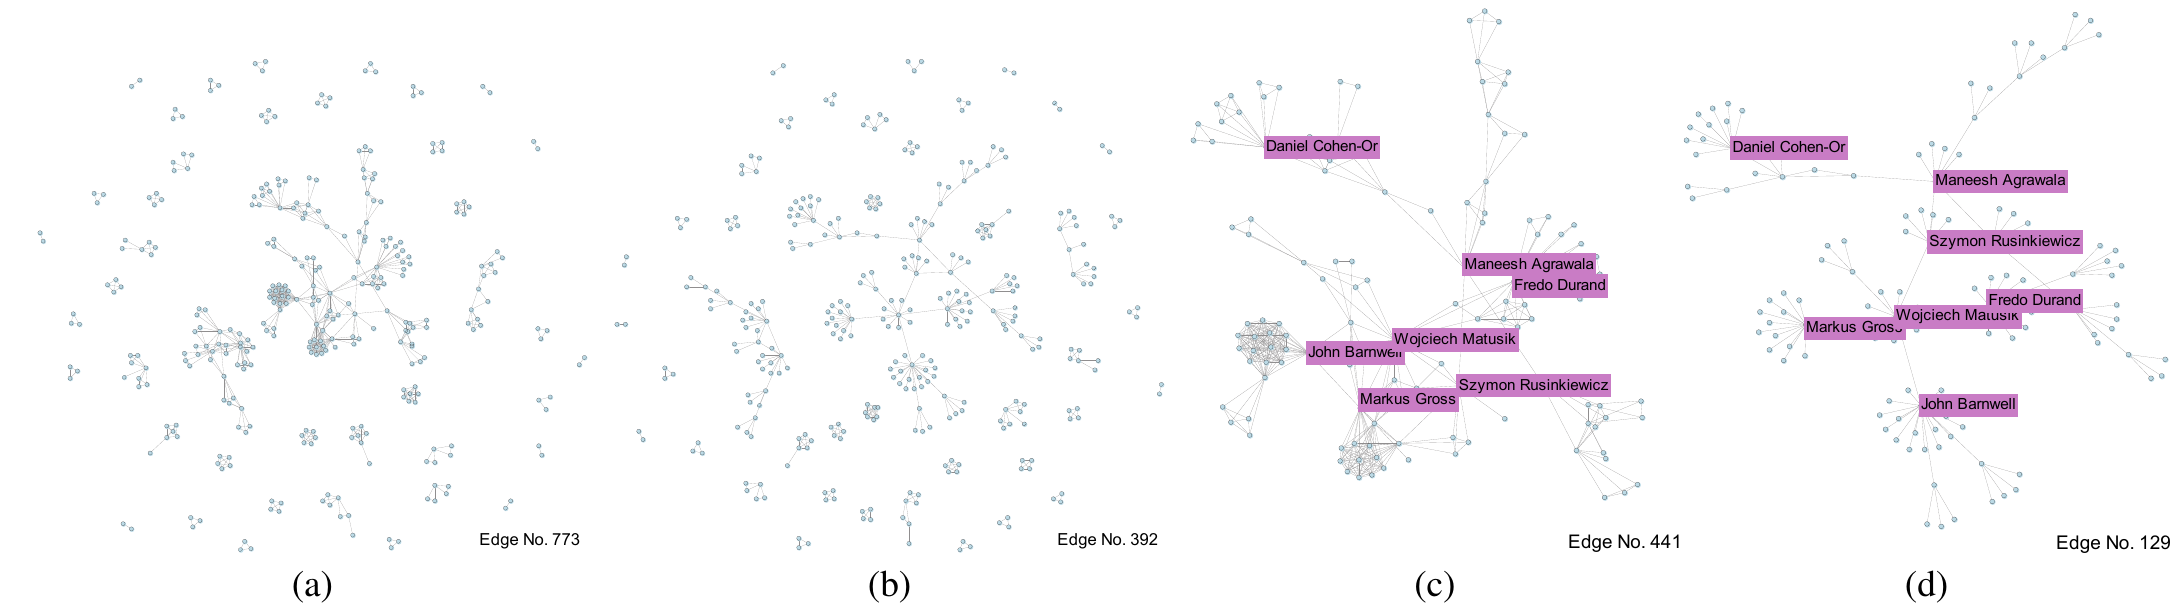 Edge No. 773
(a)
Edge No. 392
(b)
Daniel Cohen-Or
Maneesh Agrawala
Fredo Durand
Wojciech Matusik
John Barnwell
Szymon Rusinkiewicz
Markus Gross
Edge No. 441
(c)
Daniel Cohen-Or
Maneesh Agrawala
Szymon Rusinkiewicz
Fredo Durand
Wojciech Matusik
Markus Gross
John Barnwell
Edge No. 129
(d)